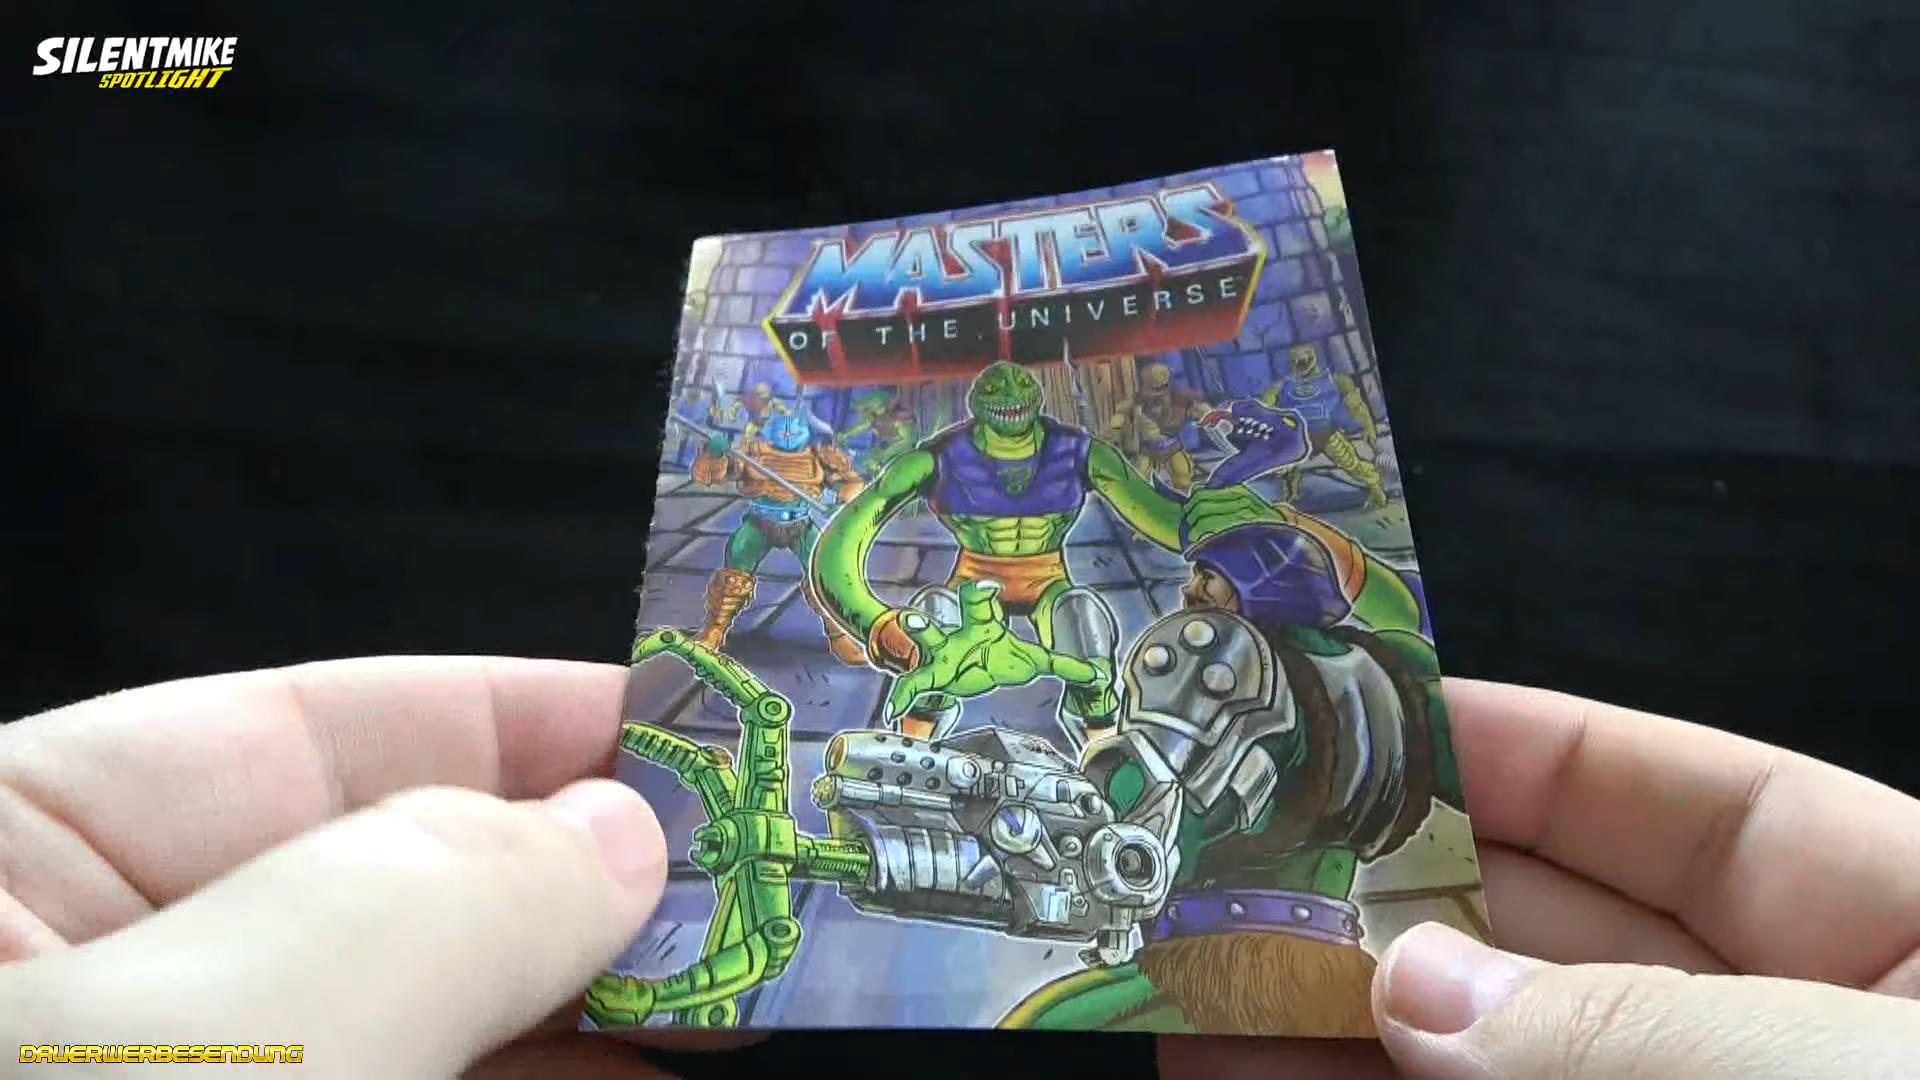 SILENTMIKE
SPOTLIGHT
MASTERS
OF THE UNIVERSE
DAUERWERBESENDUNG